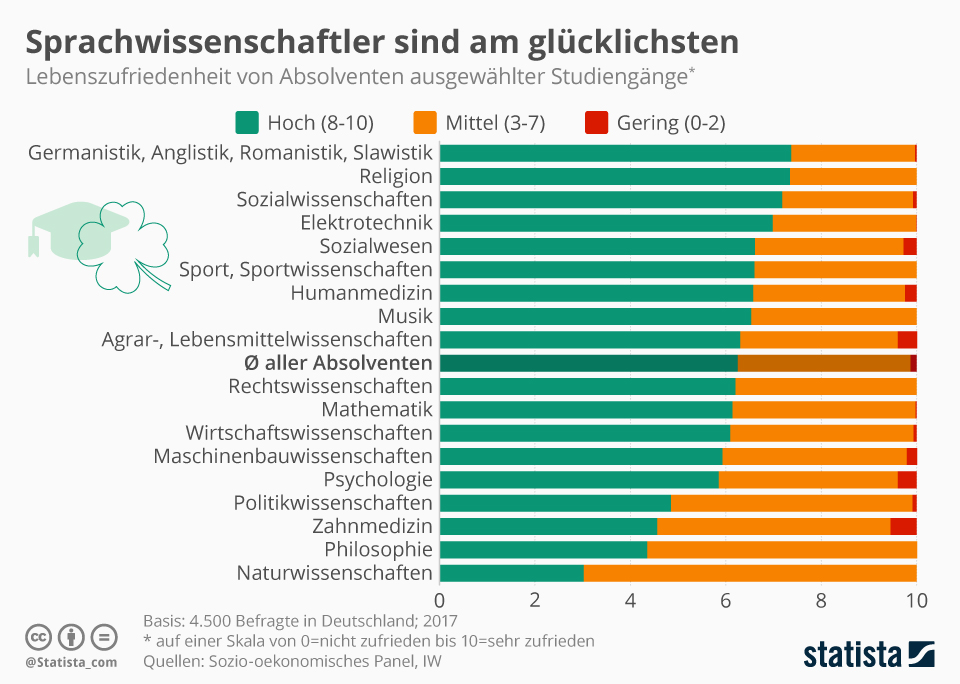 Sprachwissenschaftler sind am glücklichsten
Lebenszufriedenheit von Absolventen ausgewählter Studiengänge*
Hoch (8-10) Mittel (3-7) Gering (0-2)
Germanistik, Anglistik, Romanistik, Slawistik
Religion
Sozialwissenschaften
Elektrotechnik
Sozialwesen
Sport, Sportwissenschaften
Humanmedizin
Musik
Agrar-, Lebensmittelwissenschaften
Ø aller Absolventen
Rechtswissenschaften
Mathematik
Wirtschaftswissenschaften
Maschinenbauwissenschaften
Psychologie
Politikwissenschaften
Zahnmedizin
Philosophie
Naturwissenschaften
0 2 4 6 8 10
Basis: 4.500 Befragte in Deutschland; 2017
* auf einer Skala von 0=nicht zufrieden bis 10=sehr zufrieden
Quellen: Sozio-oekonomisches Panel, IW
cc
@Statista_com
statista